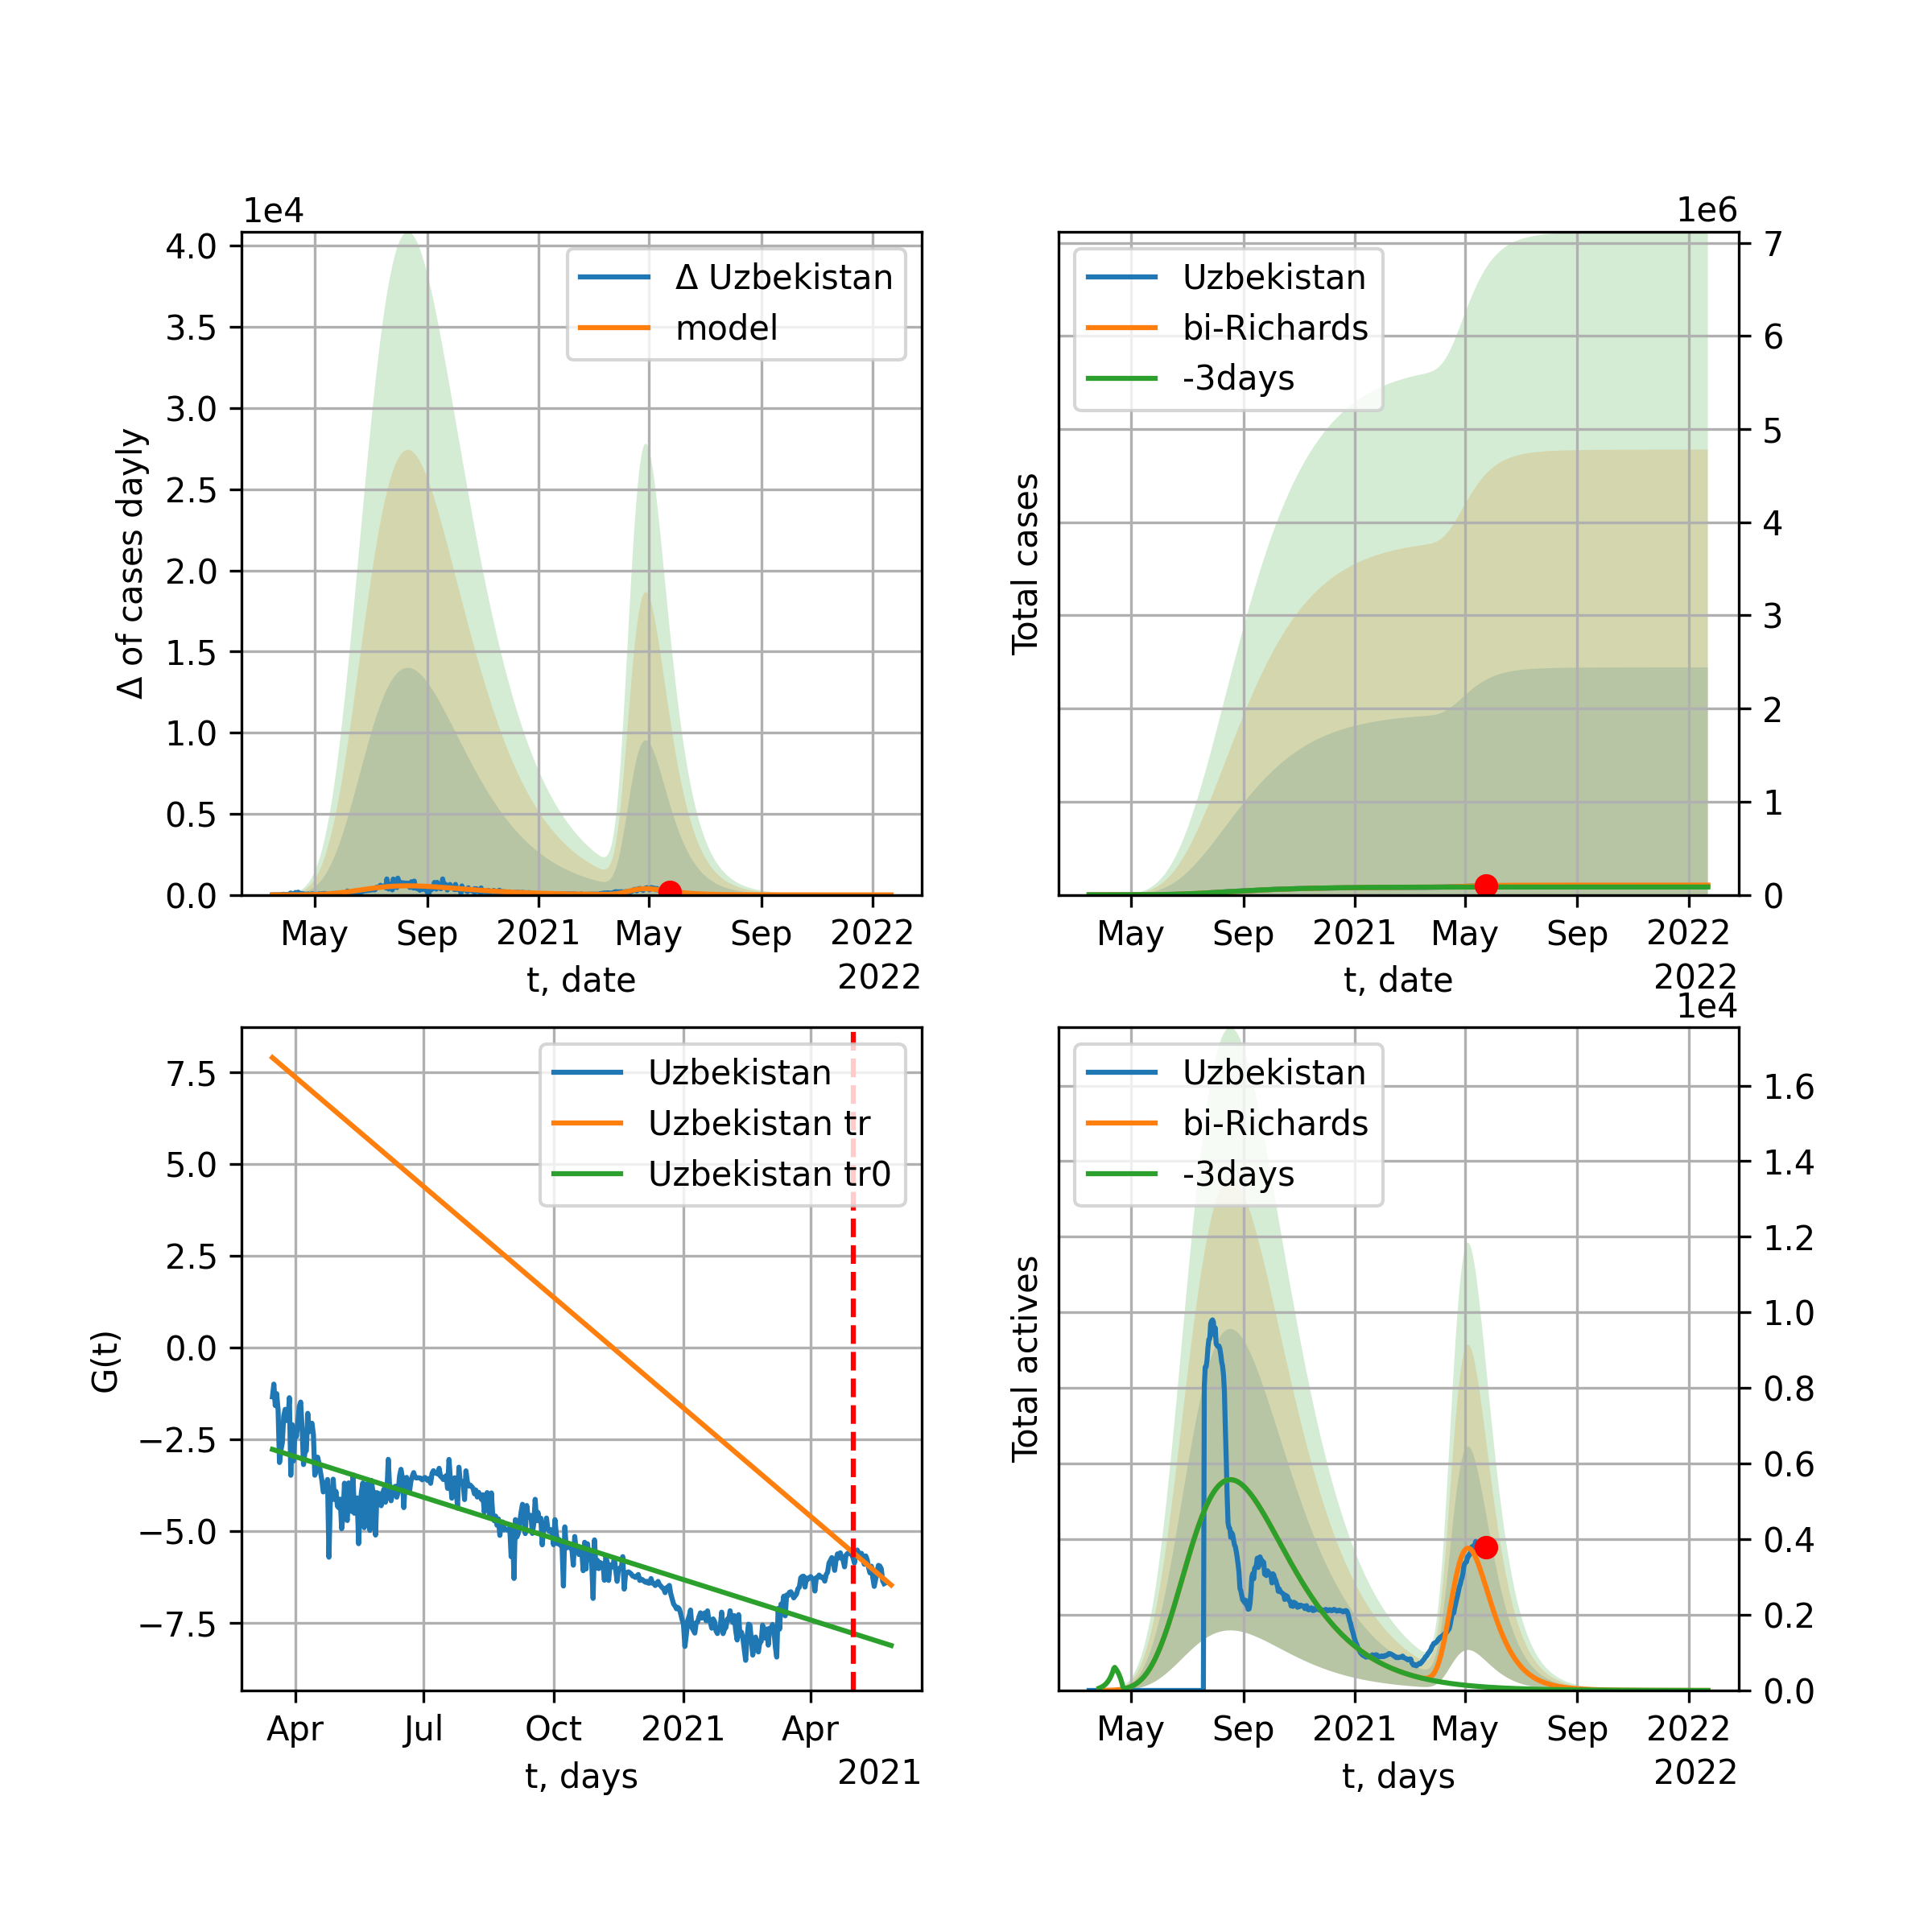 1e4
4.0
3.5
3.0
2.5
2.0
1.5
1.0
0.5
0.0
Δ of cases dayly
Δ Uzbekistan
model
May Sep 2021 May Sep 2022
t, date
2022
1e6
7
6
5
4
3
2
1
0
Total cases
Uzbekistan
bi-Richards
-3days
May Sep 2021 May Sep 2022
t, date
2022
7.5
5.0
2.5
0.0
−2.5
−5.0
−7.5
G(t)
Uzbekistan
Uzbekistan tr
Uzbekistan tr0
Apr Jul Oct 2021 Apr
t, days
2021
1e4
1.6
1.4
1.2
1.0
0.8
0.6
0.4
0.2
0.0
Total actives
Uzbekistan
bi-Richards
-3days
May Sep 2021 May Sep 2022
t, days
2022